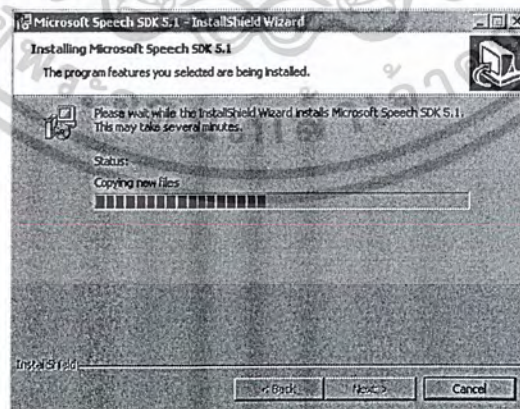 Microsoft Speech SDK 5.1 - InstallShield Wizard
Installing Microsoft Speech SDK 5.1
The program features you selected are being installed.
Please wait while the InstallShield Wizard installs Microsoft Speech SDK 5.1.
This may take several minutes.
Status:
Copying new files
InstallShield
< Back
Next >
Cancel